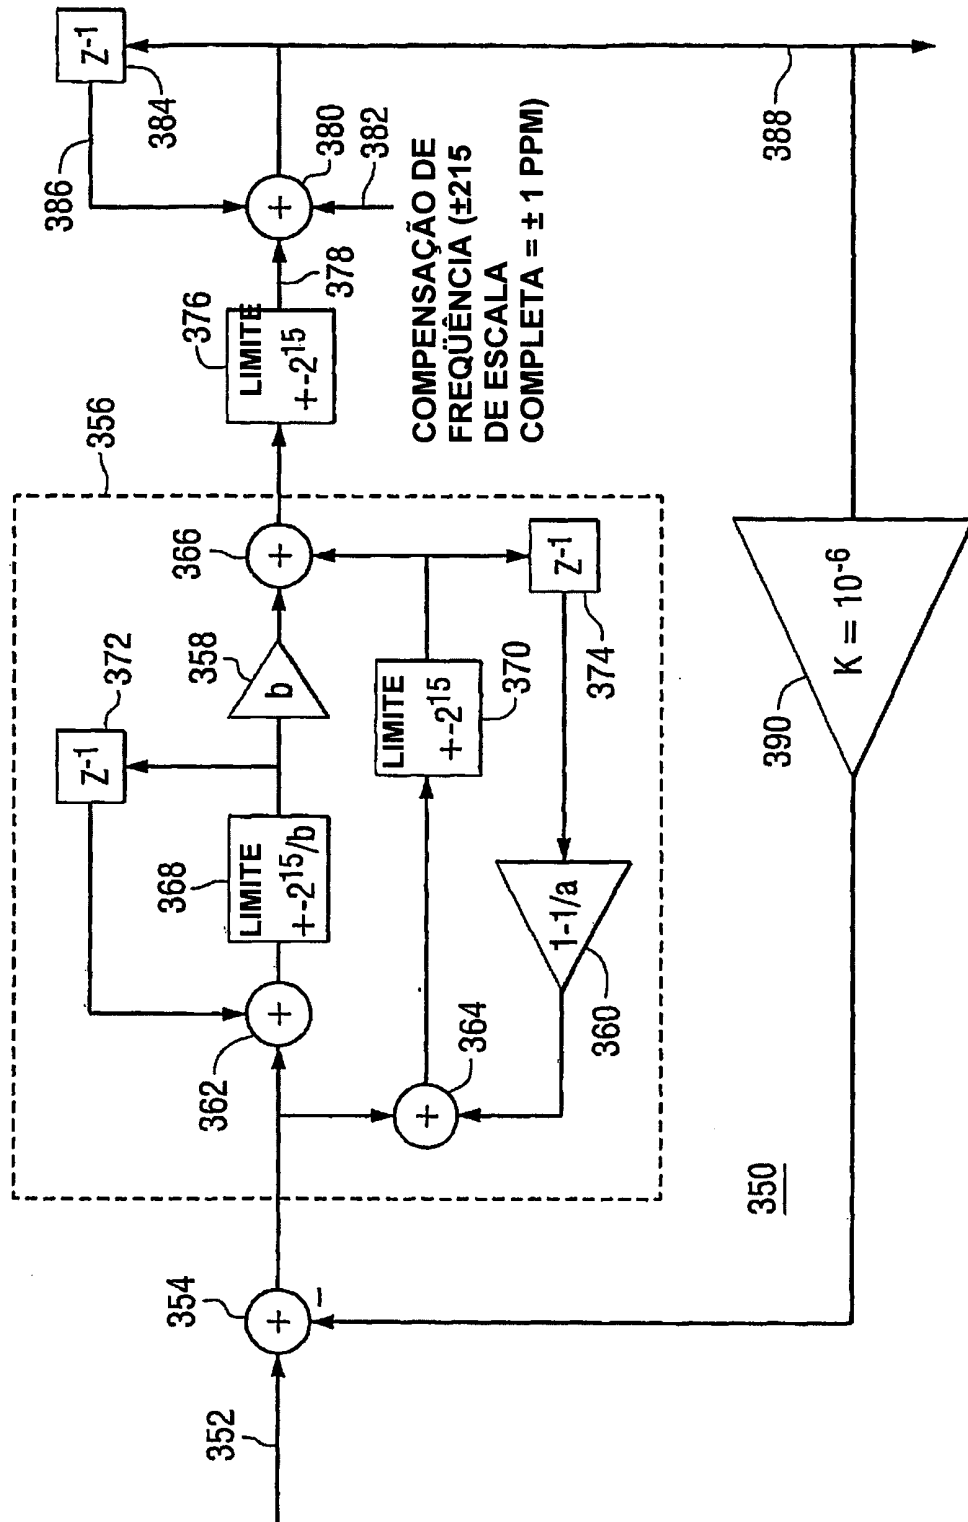 352
354
+
−
356
362
+
368
LIMITE
+-2¹⁵/b
372
Z⁻¹
358
b
366
+
364
+
LIMITE
+-2¹⁵
370
Z⁻¹
374
1-1/a
360
376
LIMITE
+-2¹⁵
378
+
380
382
384
Z⁻¹
386
COMPENSAÇÃO DE
FREQÜÊNCIA (±215
DE ESCALA
COMPLETA = ± 1 PPM)
388
390
K = 10⁻⁶
350